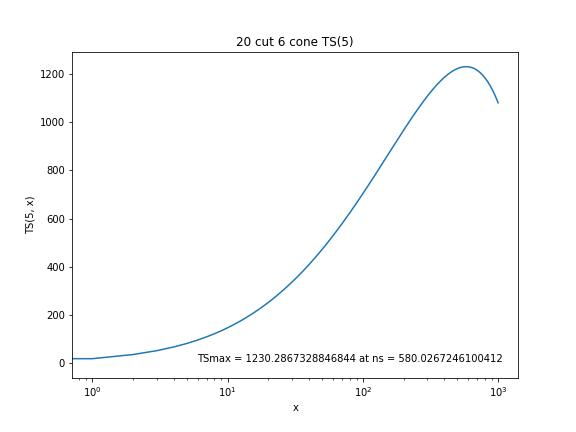 20 cut 6 cone TS(5)
TS(5, x)
1200
1000
800
600
400
200
0
TSmax = 1230.2867328846844 at ns = 580.0267246100412
10⁰ 10¹ 10² 10³
x